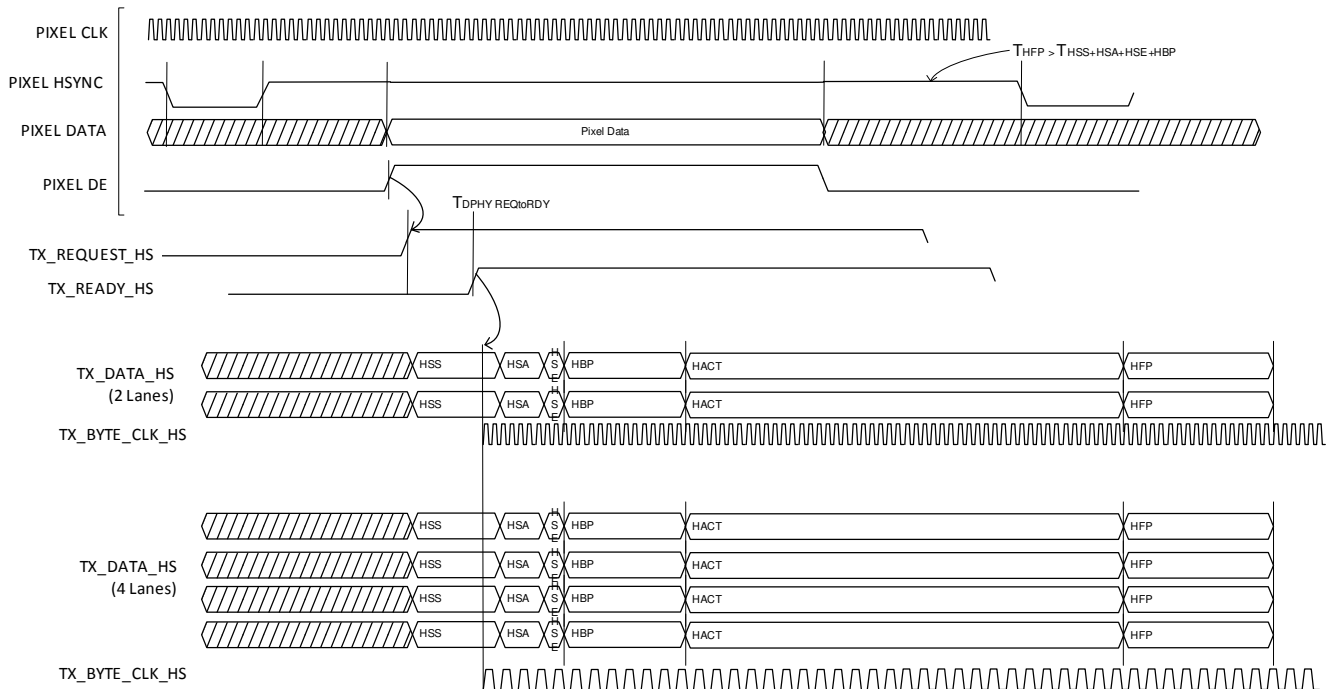 PIXEL CLK
THFP > THSS+HSA+HSE+HBP
PIXEL HSYNC
PIXEL DATA
Pixel Data
PIXEL DE
TDPHY REQtoRDY
TX_REQUEST_HS
TX_READY_HS
HSS HSA HSE HBP HACT HFP
TX_DATA_HS
(2 Lanes)
HSS HSA HSE HBP HACT HFP
TX_BYTE_CLK_HS
HSS HSA HSE HBP HACT HFP
TX_DATA_HS
HSS HSA HSE HBP HACT HFP
(4 Lanes)
HSS HSA HSE HBP HACT HFP
HSS HSA HSE HBP HACT HFP
TX_BYTE_CLK_HS